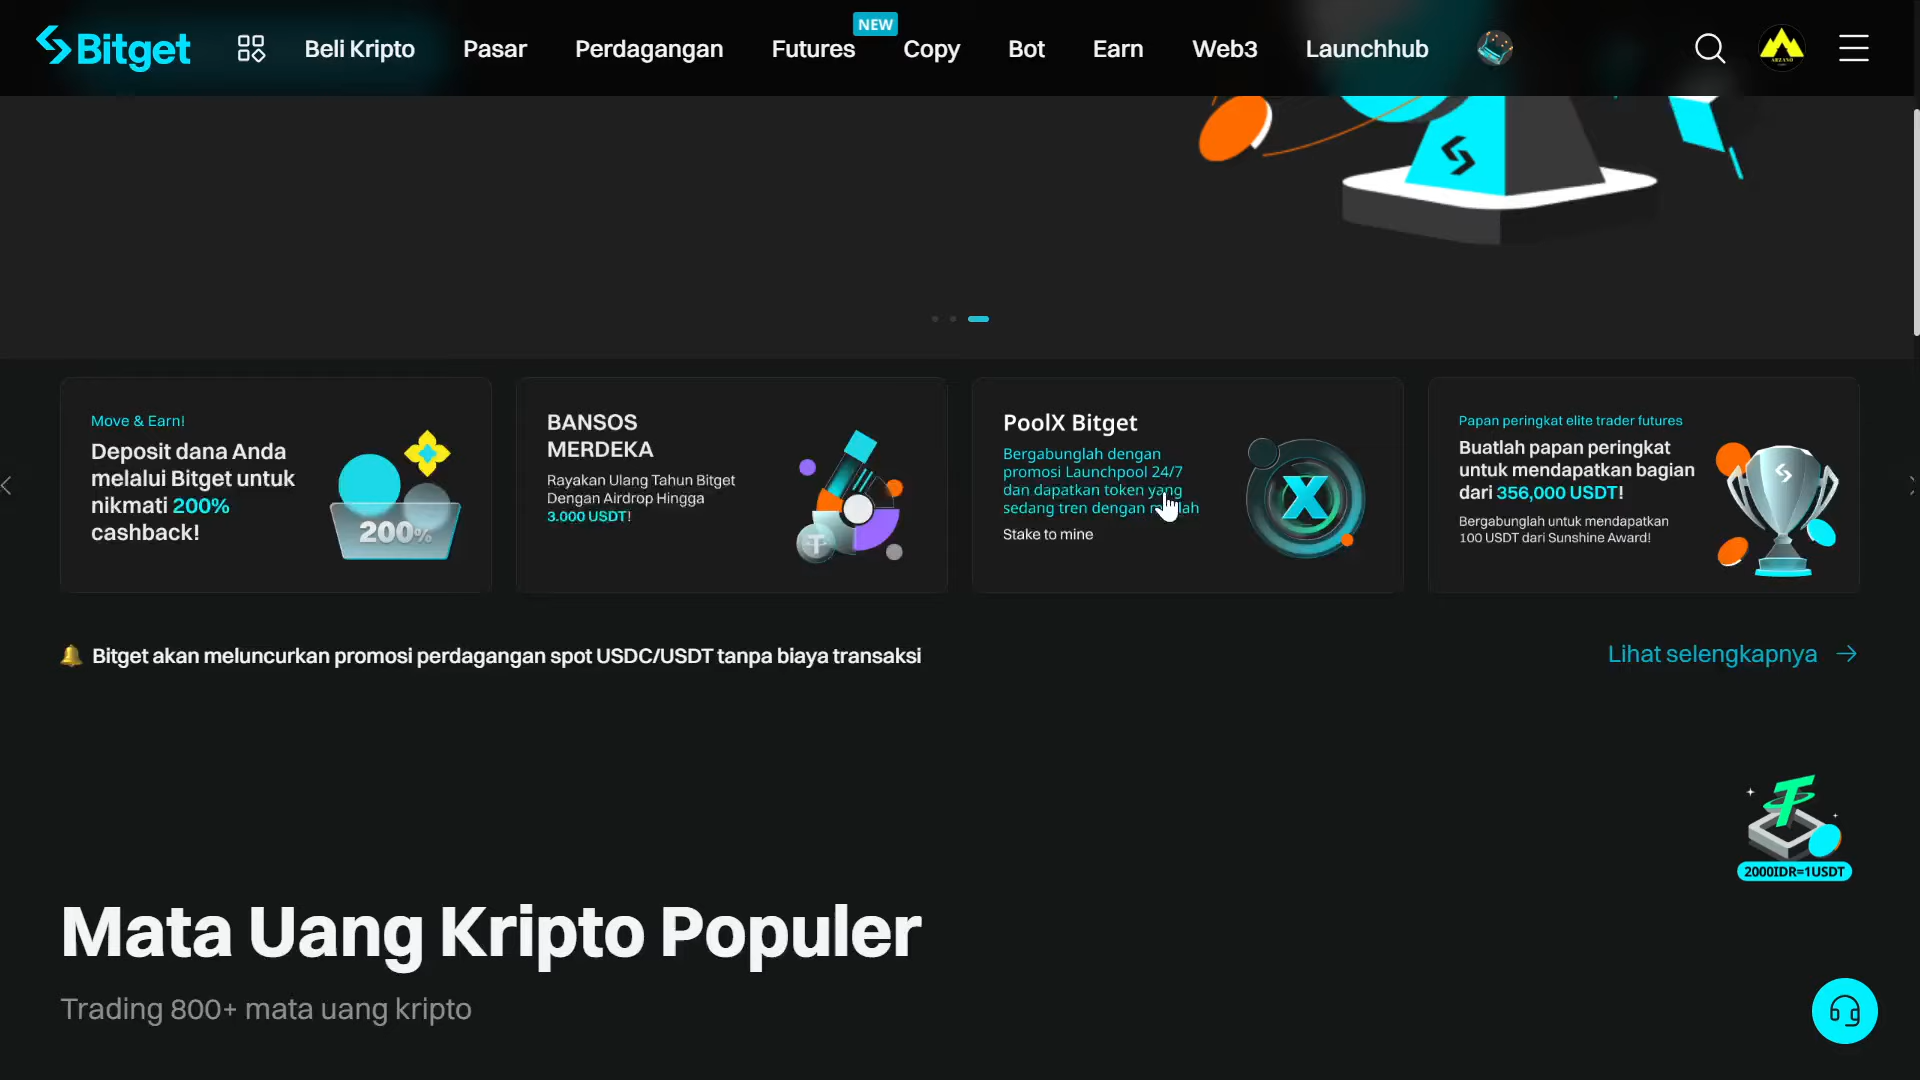 Bitget
Beli Kripto
Pasar
Perdagangan
Futures
NEW
Copy
Bot
Earn
Web3
Launchhub
Move & Earn!
Deposit dana Anda
melalui Bitget untuk
nikmati 200%
cashback!
200%
BANSOS
MERDEKA
Rayakan Ulang Tahun Bitget
Dengan Airdrop Hingga
3.000 USDT!
PoolX Bitget
Bergabunglah dengan
promosi Launchpool 24/7
dan dapatkan token yang
sedang tren dengan
Stake to mine
Papan peringkat elite trader futures
Buatlah papan peringkat
untuk mendapatkan bagian
dari 356,000 USDT!
Bergabunglah untuk mendapatkan
100 USDT dari Sunshine Award!
Bitget akan meluncurkan promosi perdagangan spot USDC/USDT tanpa biaya transaksi
Lihat selengkapnya
2000IDR=1USDT
Mata Uang Kripto Populer
Trading 800+ mata uang kripto